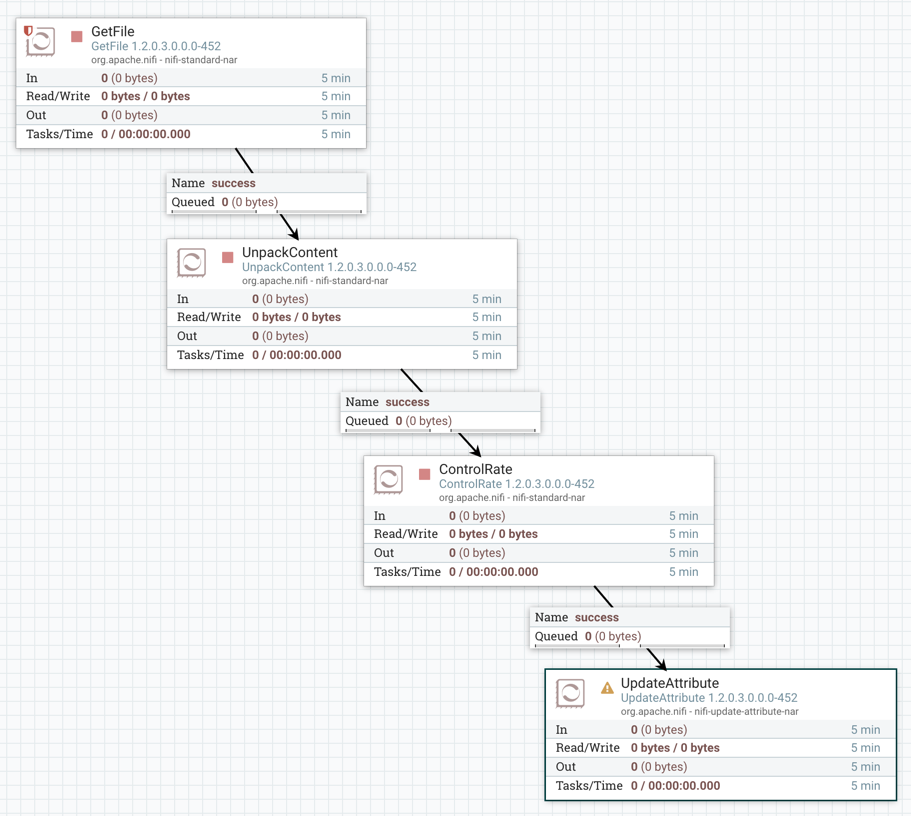 GetFile
GetFile 1.2.0.3.0.0.0-452
org.apache.nifi - nifi-standard-nar
In 0 (0 bytes) 5 min
Read/Write 0 bytes / 0 bytes 5 min
Out 0 (0 bytes) 5 min
Tasks/Time 0 / 00:00:00.000 5 min
Name success
Queued 0 (0 bytes)
UnpackContent
UnpackContent 1.2.0.3.0.0.0-452
org.apache.nifi - nifi-standard-nar
In 0 (0 bytes) 5 min
Read/Write 0 bytes / 0 bytes 5 min
Out 0 (0 bytes) 5 min
Tasks/Time 0 / 00:00:00.000 5 min
Name success
Queued 0 (0 bytes)
ControlRate
ControlRate 1.2.0.3.0.0.0-452
org.apache.nifi - nifi-standard-nar
In 0 (0 bytes) 5 min
Read/Write 0 bytes / 0 bytes 5 min
Out 0 (0 bytes) 5 min
Tasks/Time 0 / 00:00:00.000 5 min
Name success
Queued 0 (0 bytes)
UpdateAttribute
UpdateAttribute 1.2.0.3.0.0.0-452
org.apache.nifi - nifi-update-attribute-nar
In 0 (0 bytes) 5 min
Read/Write 0 bytes / 0 bytes 5 min
Out 0 (0 bytes) 5 min
Tasks/Time 0 / 00:00:00.000 5 min